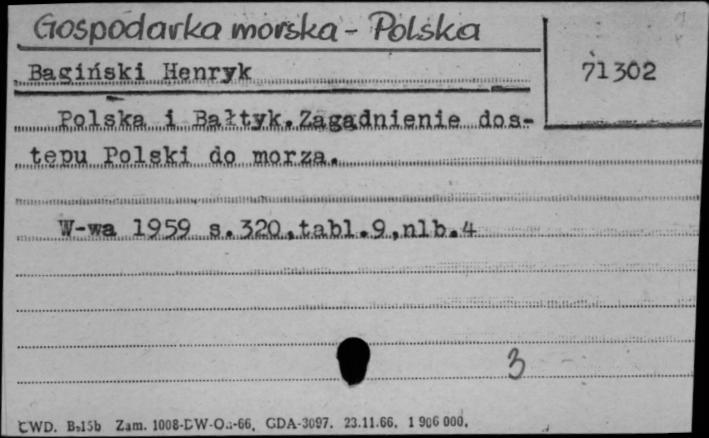 Gospodarka morska - Polska
Bagiński Henryk
71302
Polska i Bałtyk. Zagadnienie dos-
tępu Polski do morza.
W-wa 1959 s. 320, tabl. 9, nlb. 4
3
CWD. B-15b Zam. 1008-DW-O.-66. GDA-3097. 23.11.66. 1 906 000.